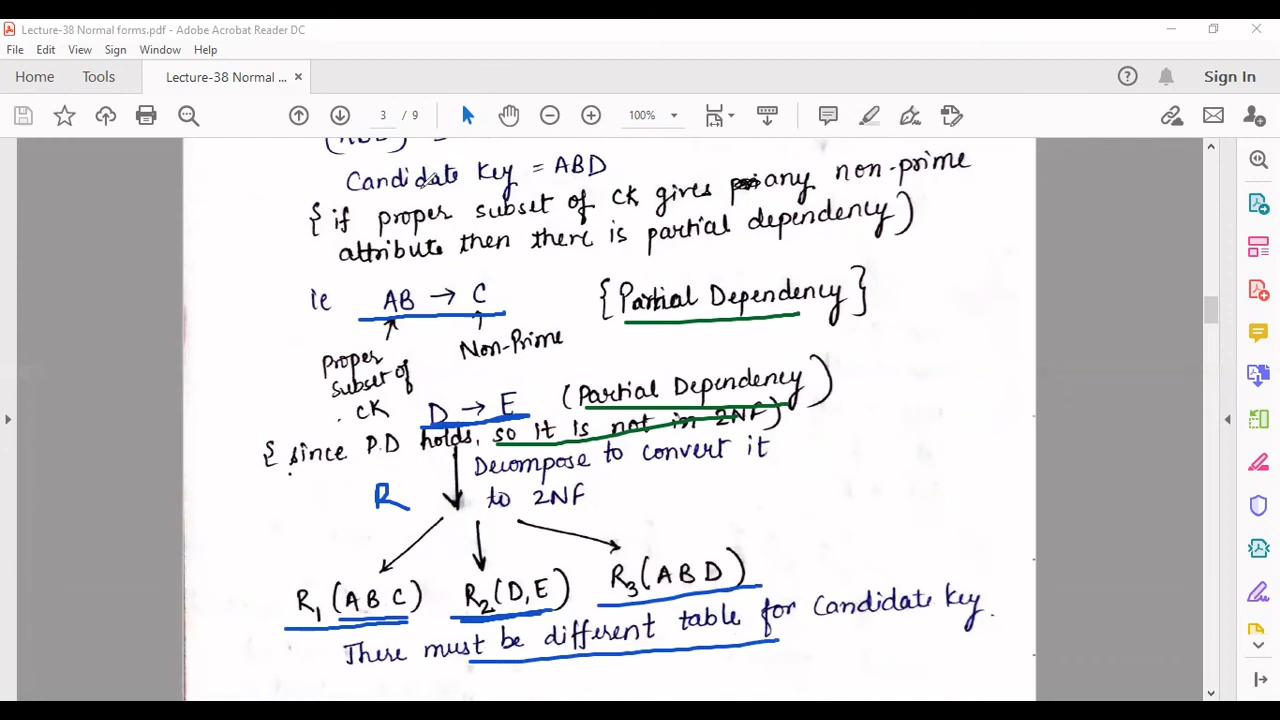 Lecture-38 Normal forms.pdf - Adobe Acrobat Reader DC
File Edit View Sign Window Help
Home Tools Lecture-38 Normal ... × Sign In
3 / 9 100%
Candidate Key = ABD
{if proper subset of CK gives any non-prime
attribute then there is partial dependency)
ie AB → C {Partial Dependency}
Proper
subset of
CK
Non-Prime
D → E (Partial Dependency)
{since P.D holds, so it is not in 2NF)
Decompose to convert it
to 2NF
R
R1 (A B C) R2 (D, E) R3 (A B D)
There must be different table for Candidate key.